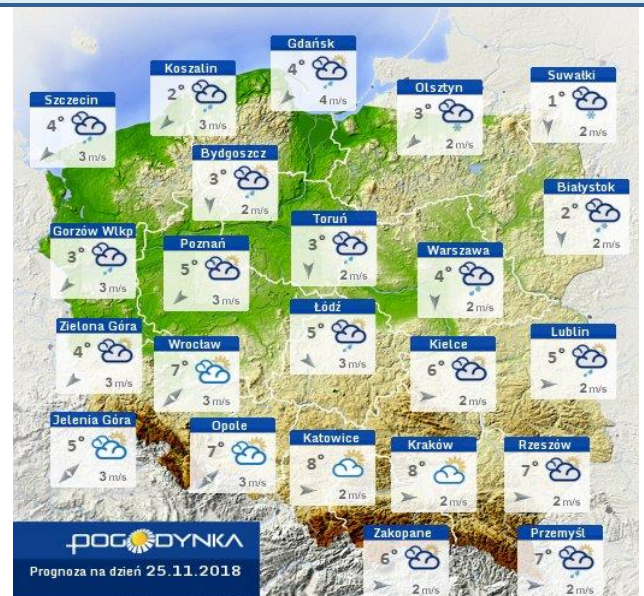 Gdańsk
4°
4 m/s
Koszalin
2°
3 m/s
Suwałki
1°
2 m/s
Olsztyn
3°
2 m/s
Szczecin
4°
3 m/s
Bydgoszcz
3°
2 m/s
Białystok
2°
2 m/s
Toruń
3°
2 m/s
Gorzów Wlkp
3°
3 m/s
Poznań
5°
3 m/s
Warszawa
4°
2 m/s
Łódź
5°
3 m/s
Zielona Góra
4°
3 m/s
Wrocław
7°
3 m/s
Kielce
6°
2 m/s
Lublin
5°
2 m/s
Jelenia Góra
5°
3 m/s
Opole
7°
3 m/s
Katowice
8°
2 m/s
Kraków
8°
2 m/s
Rzeszów
7°
2 m/s
Zakopane
6°
2 m/s
Przemyśl
7°
2 m/s
POGODYNKA
Prognoza na dzień 25.11.2018